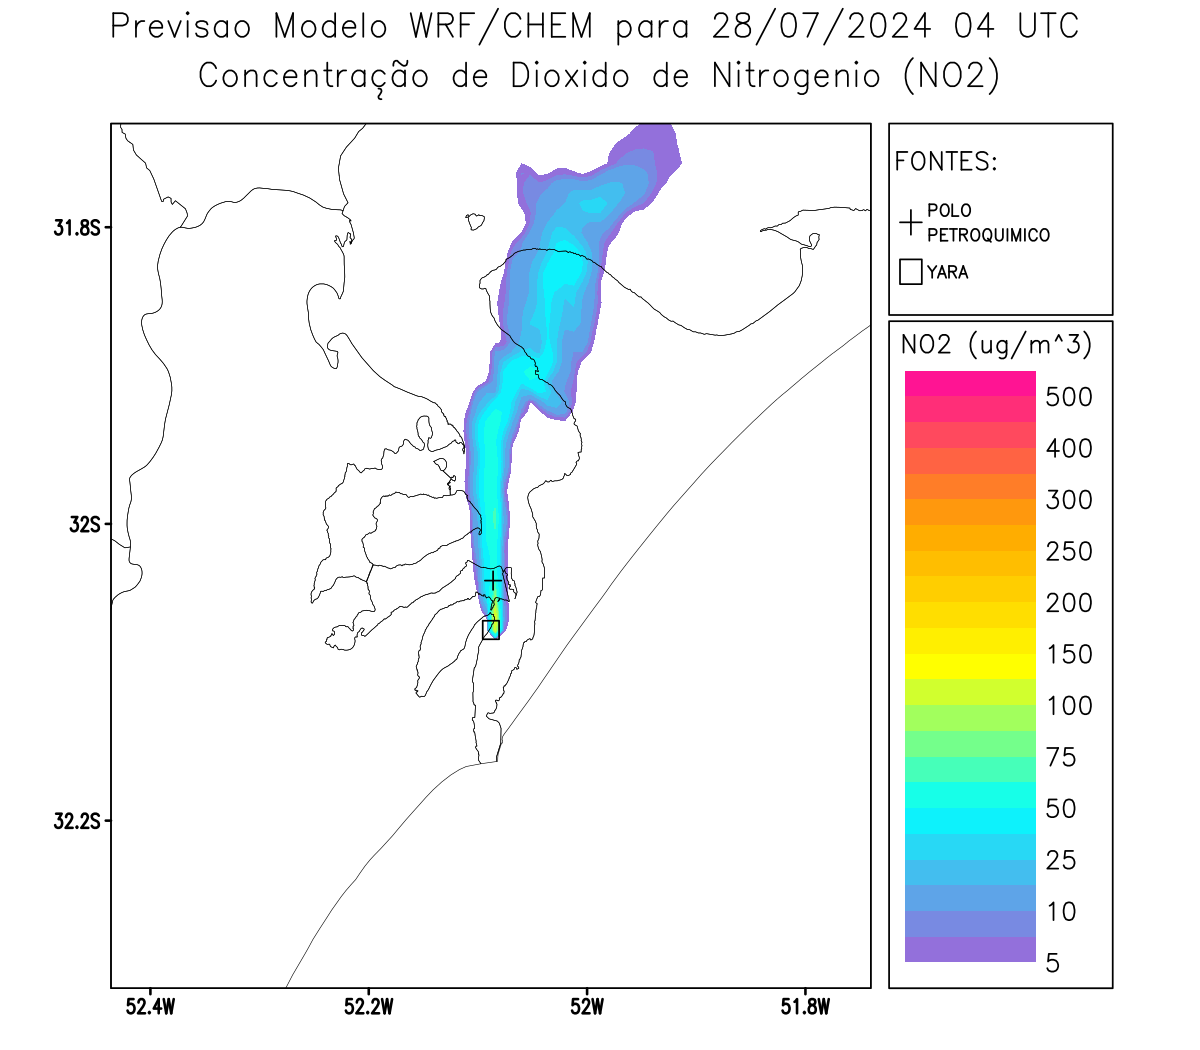 Previsao Modelo WRF/CHEM para 28/07/2024 04 UTC
Concentração de Dioxido de Nitrogenio (NO2)
FONTES:
POLO
PETROQUIMICO
YARA
31.8S
32S
32.2S
52.4W
52.2W
52W
51.8W
NO2 (ug/m^3)
500
400
300
250
200
150
100
75
50
25
10
5